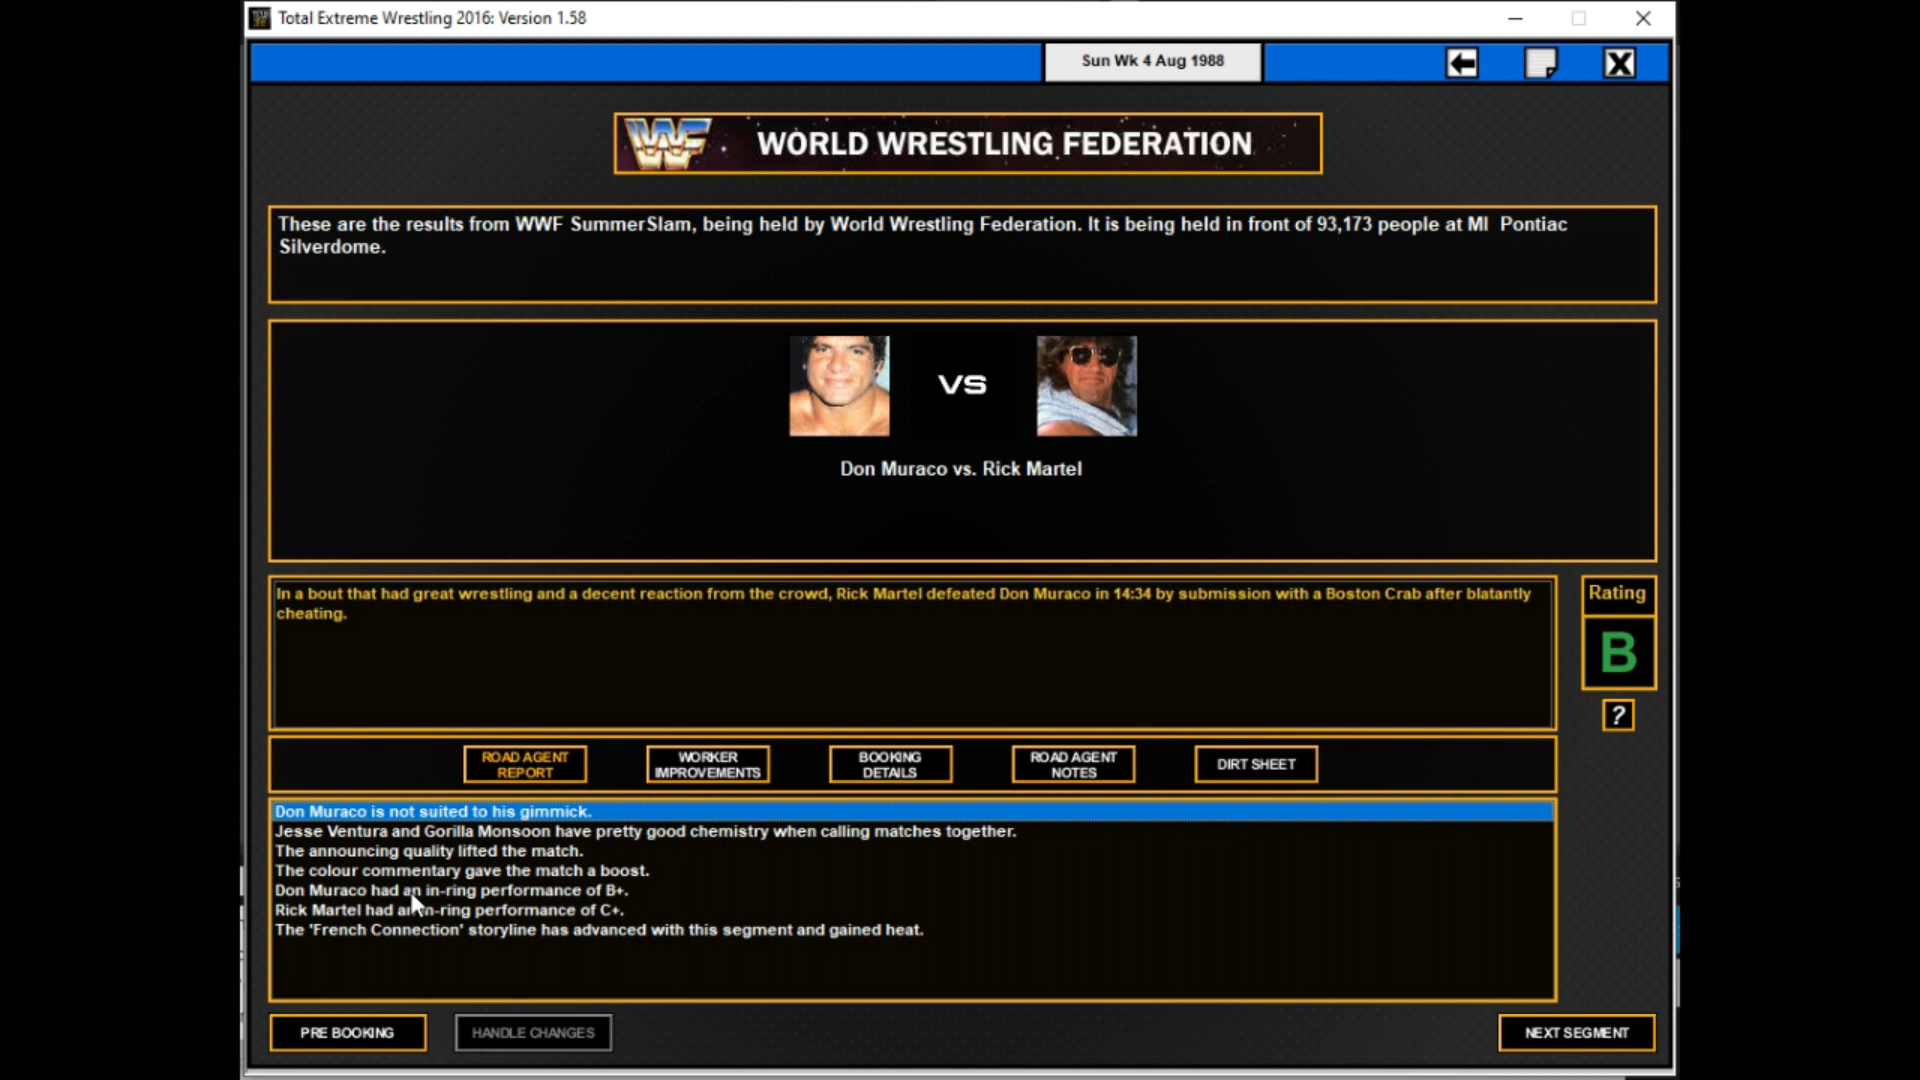 Total Extreme Wrestling 2016: Version 1.58
Sun Wk 4 Aug 1988
WORLD WRESTLING FEDERATION
These are the results from WWF SummerSlam, being held by World Wrestling Federation. It is being held in front of 93,173 people at MI Pontiac
Silverdome.
VS
Don Muraco vs. Rick Martel
In a bout that had great wrestling and a decent reaction from the crowd, Rick Martel defeated Don Muraco in 14:34 by submission with a Boston Crab after blatantly
cheating.
Rating
B
?
ROAD AGENT
REPORT
WORKER
IMPROVEMENTS
BOOKING
DETAILS
ROAD AGENT
NOTES
DIRT SHEET
Don Muraco is not suited to his gimmick.
Jesse Ventura and Gorilla Monsoon have pretty good chemistry when calling matches together.
The announcing quality lifted the match.
The colour commentary gave the match a boost.
Don Muraco had an in-ring performance of B+.
Rick Martel had an in-ring performance of C+.
The 'French Connection' storyline has advanced with this segment and gained heat.
PRE BOOKING
HANDLE CHANGES
NEXT SEGMENT